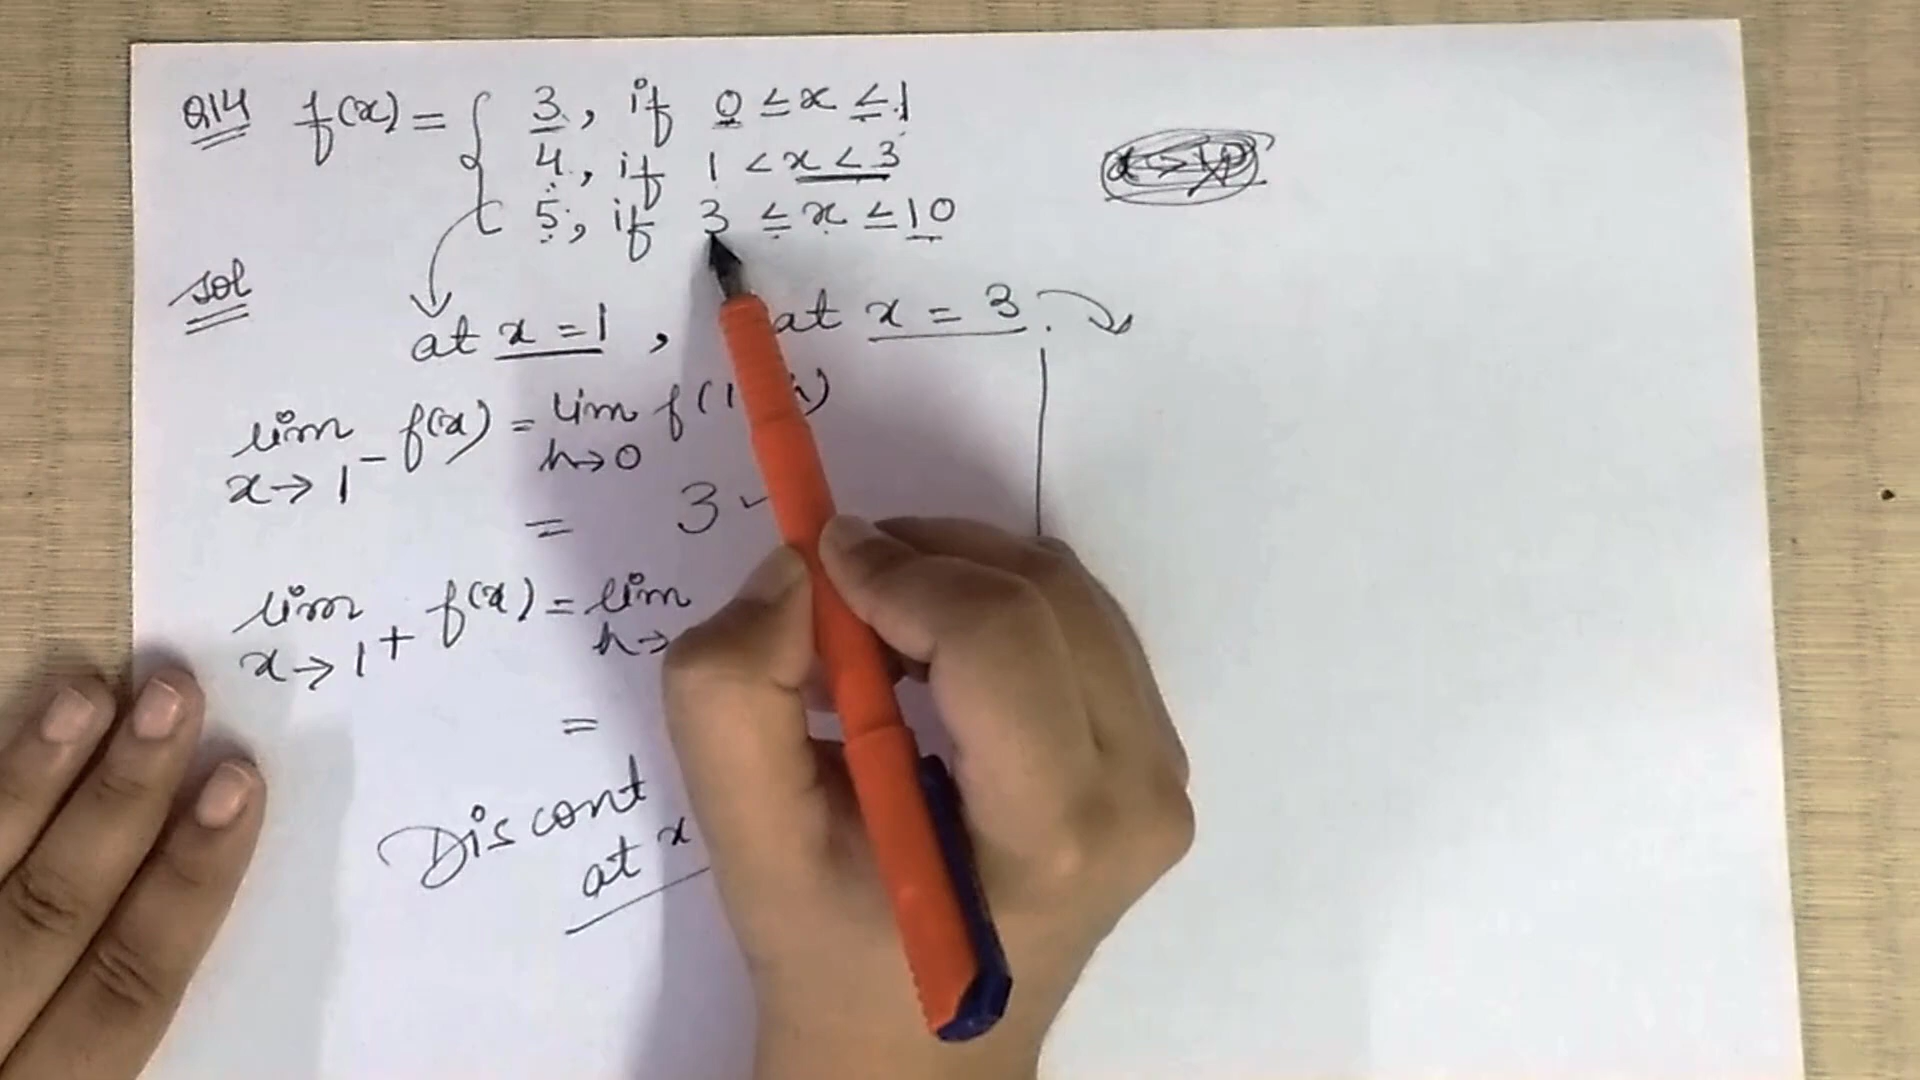 Q14 f(x) = { 3, if 0 ≤ x ≤ 1
4, if 1 < x < 3
5, if 3 ≤ x ≤ 10
Sol
at x = 1, at x = 3.
lim x→1⁻ f(x) = lim h→0 f(1
= 3
lim x→1+ f(x) = lim h→
=
Discont
at x